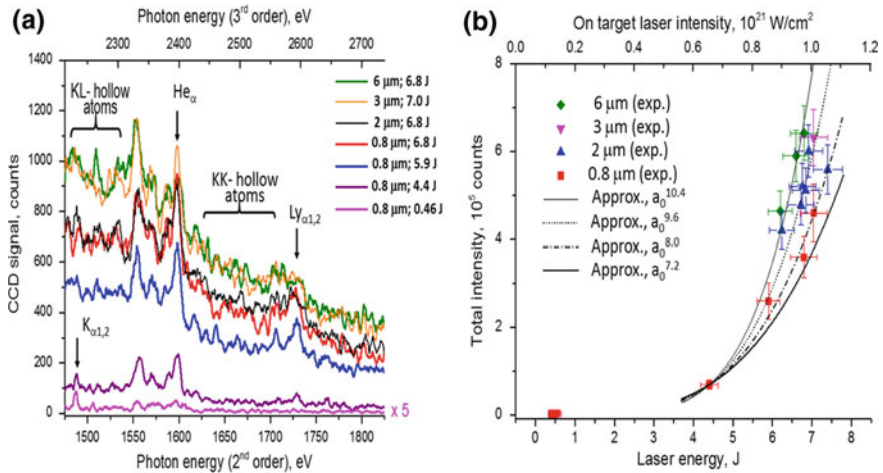 (a)
Photon energy (3rd order), eV
2300 2400 2500 2600 2700
1400
1200
1000
800
600
400
200
0
CCD signal, counts
KL- hollow
atoms
Heα
KK- hollow
atoms
Lyα1,2
Kα1,2
6 μm; 6.8 J
3 μm; 7.0 J
2 μm; 6.8 J
0.8 μm; 6.8 J
0.8 μm; 5.9 J
0.8 μm; 4.4 J
0.8 μm; 0.46 J
x 5
1500 1550 1600 1650 1700 1750 1800
Photon energy (2nd order), eV
(b)
On target laser intensity, 10²¹ W/cm²
0.0 0.2 0.4 0.6 0.8 1.0 1.2
8
6
4
2
0
Total intensity, 10⁵ counts
6 μm (exp.)
3 μm (exp.)
2 μm (exp.)
0.8 μm (exp.)
Approx., a₀^10.4
Approx., a₀^9.6
Approx., a₀^8.0
Approx., a₀^7.2
0 1 2 3 4 5 6 7 8
Laser energy, J